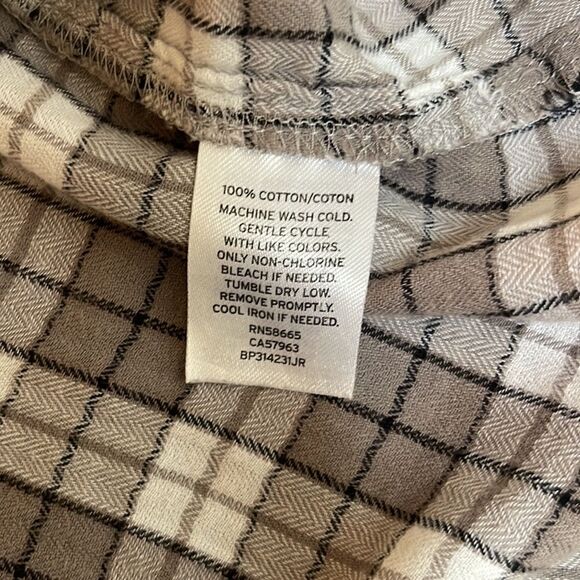 100% COTTON/COTON
MACHINE WASH COLD.
GENTLE CYCLE
WITH LIKE COLORS.
ONLY NON-CHLORINE
BLEACH IF NEEDED.
TUMBLE DRY LOW.
REMOVE PROMPTLY.
COOL IRON IF NEEDED.
RN58665
CA57963
BP314231JR